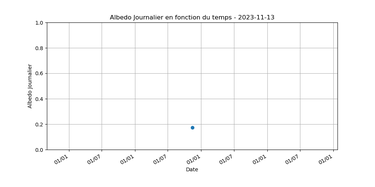 Albedo Journalier en fonction du temps - 2023-11-13
1.0
0.8
0.6
0.4
0.2
0.0
Albedo Journalier
01/01 01/07 01/01 01/07 01/01 01/07 01/01 01/07 01/01
Date